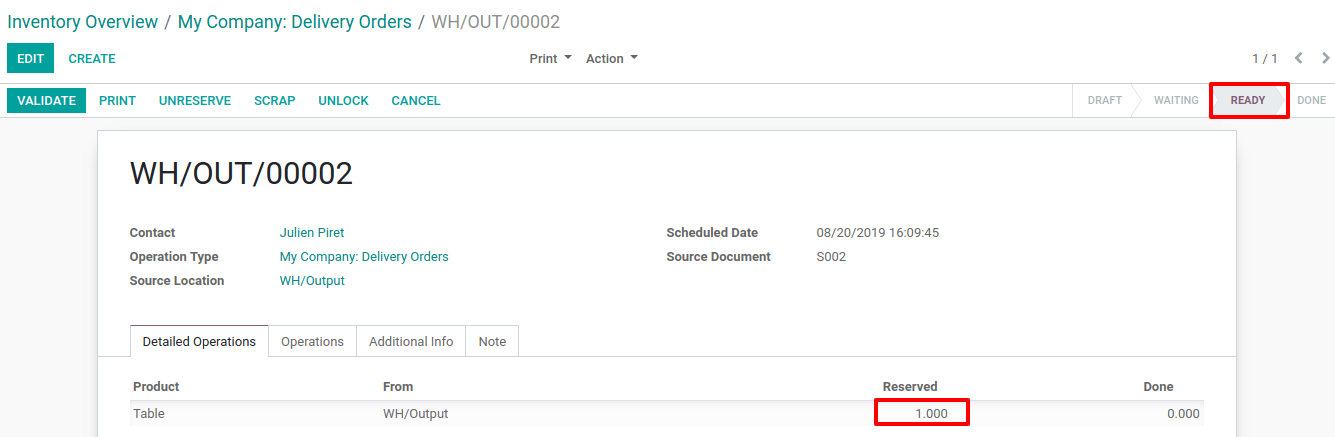 Inventory Overview / My Company: Delivery Orders / WH/OUT/00002
EDIT CREATE Print Action 1 / 1
VALIDATE PRINT UNRESERVE SCRAP UNLOCK CANCEL DRAFT WAITING READY DONE
WH/OUT/00002
Contact Julien Piret Scheduled Date 08/20/2019 16:09:45
Operation Type My Company: Delivery Orders Source Document S002
Source Location WH/Output
Detailed Operations Operations Additional Info Note
Product From Reserved Done
Table WH/Output 1.000 0.000